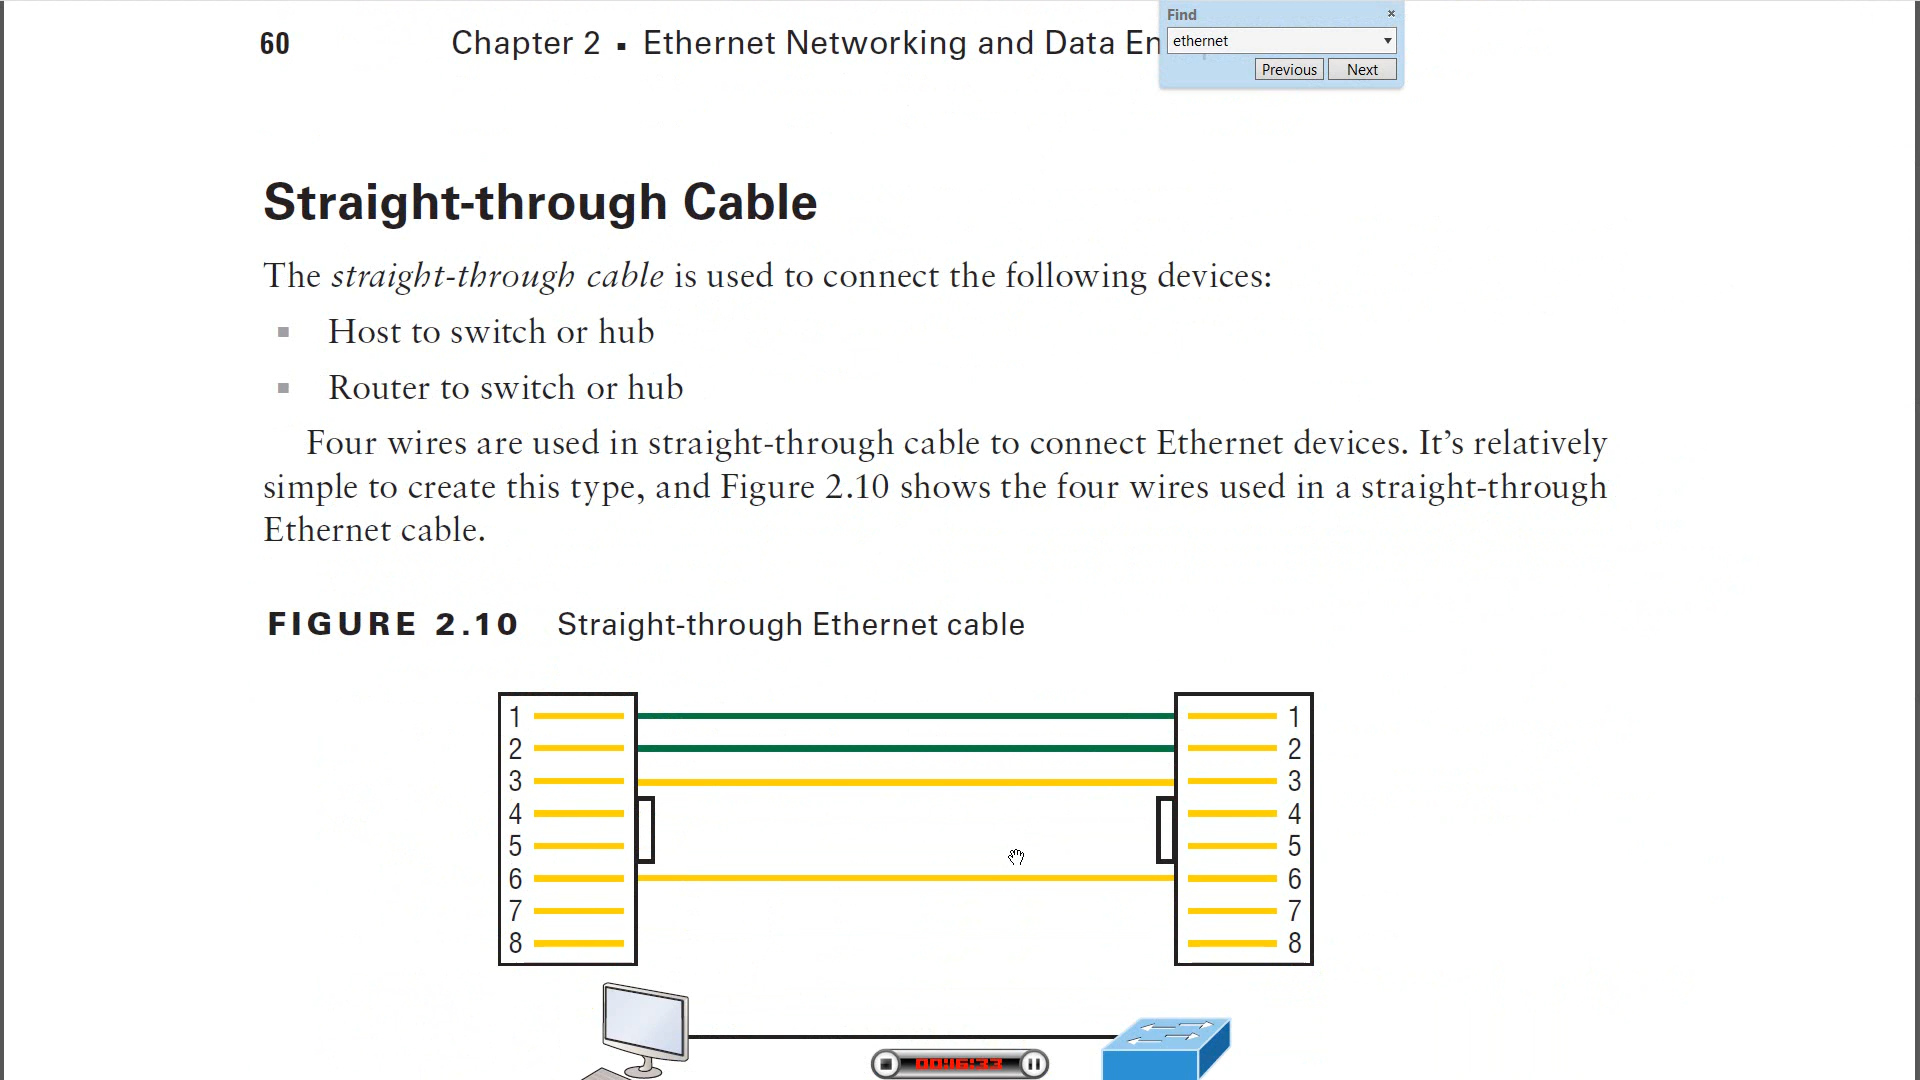 60 Chapter 2 ▪ Ethernet Networking and Data En
Find
ethernet
Previous Next
Straight-through Cable
The straight-through cable is used to connect the following devices:
▪ Host to switch or hub
▪ Router to switch or hub
Four wires are used in straight-through cable to connect Ethernet devices. It’s relatively
simple to create this type, and Figure 2.10 shows the four wires used in a straight-through
Ethernet cable.
FIGURE 2.10 Straight-through Ethernet cable
1 1
2 2
3 3
4 4
5 5
6 6
7 7
8 8
00:16:33